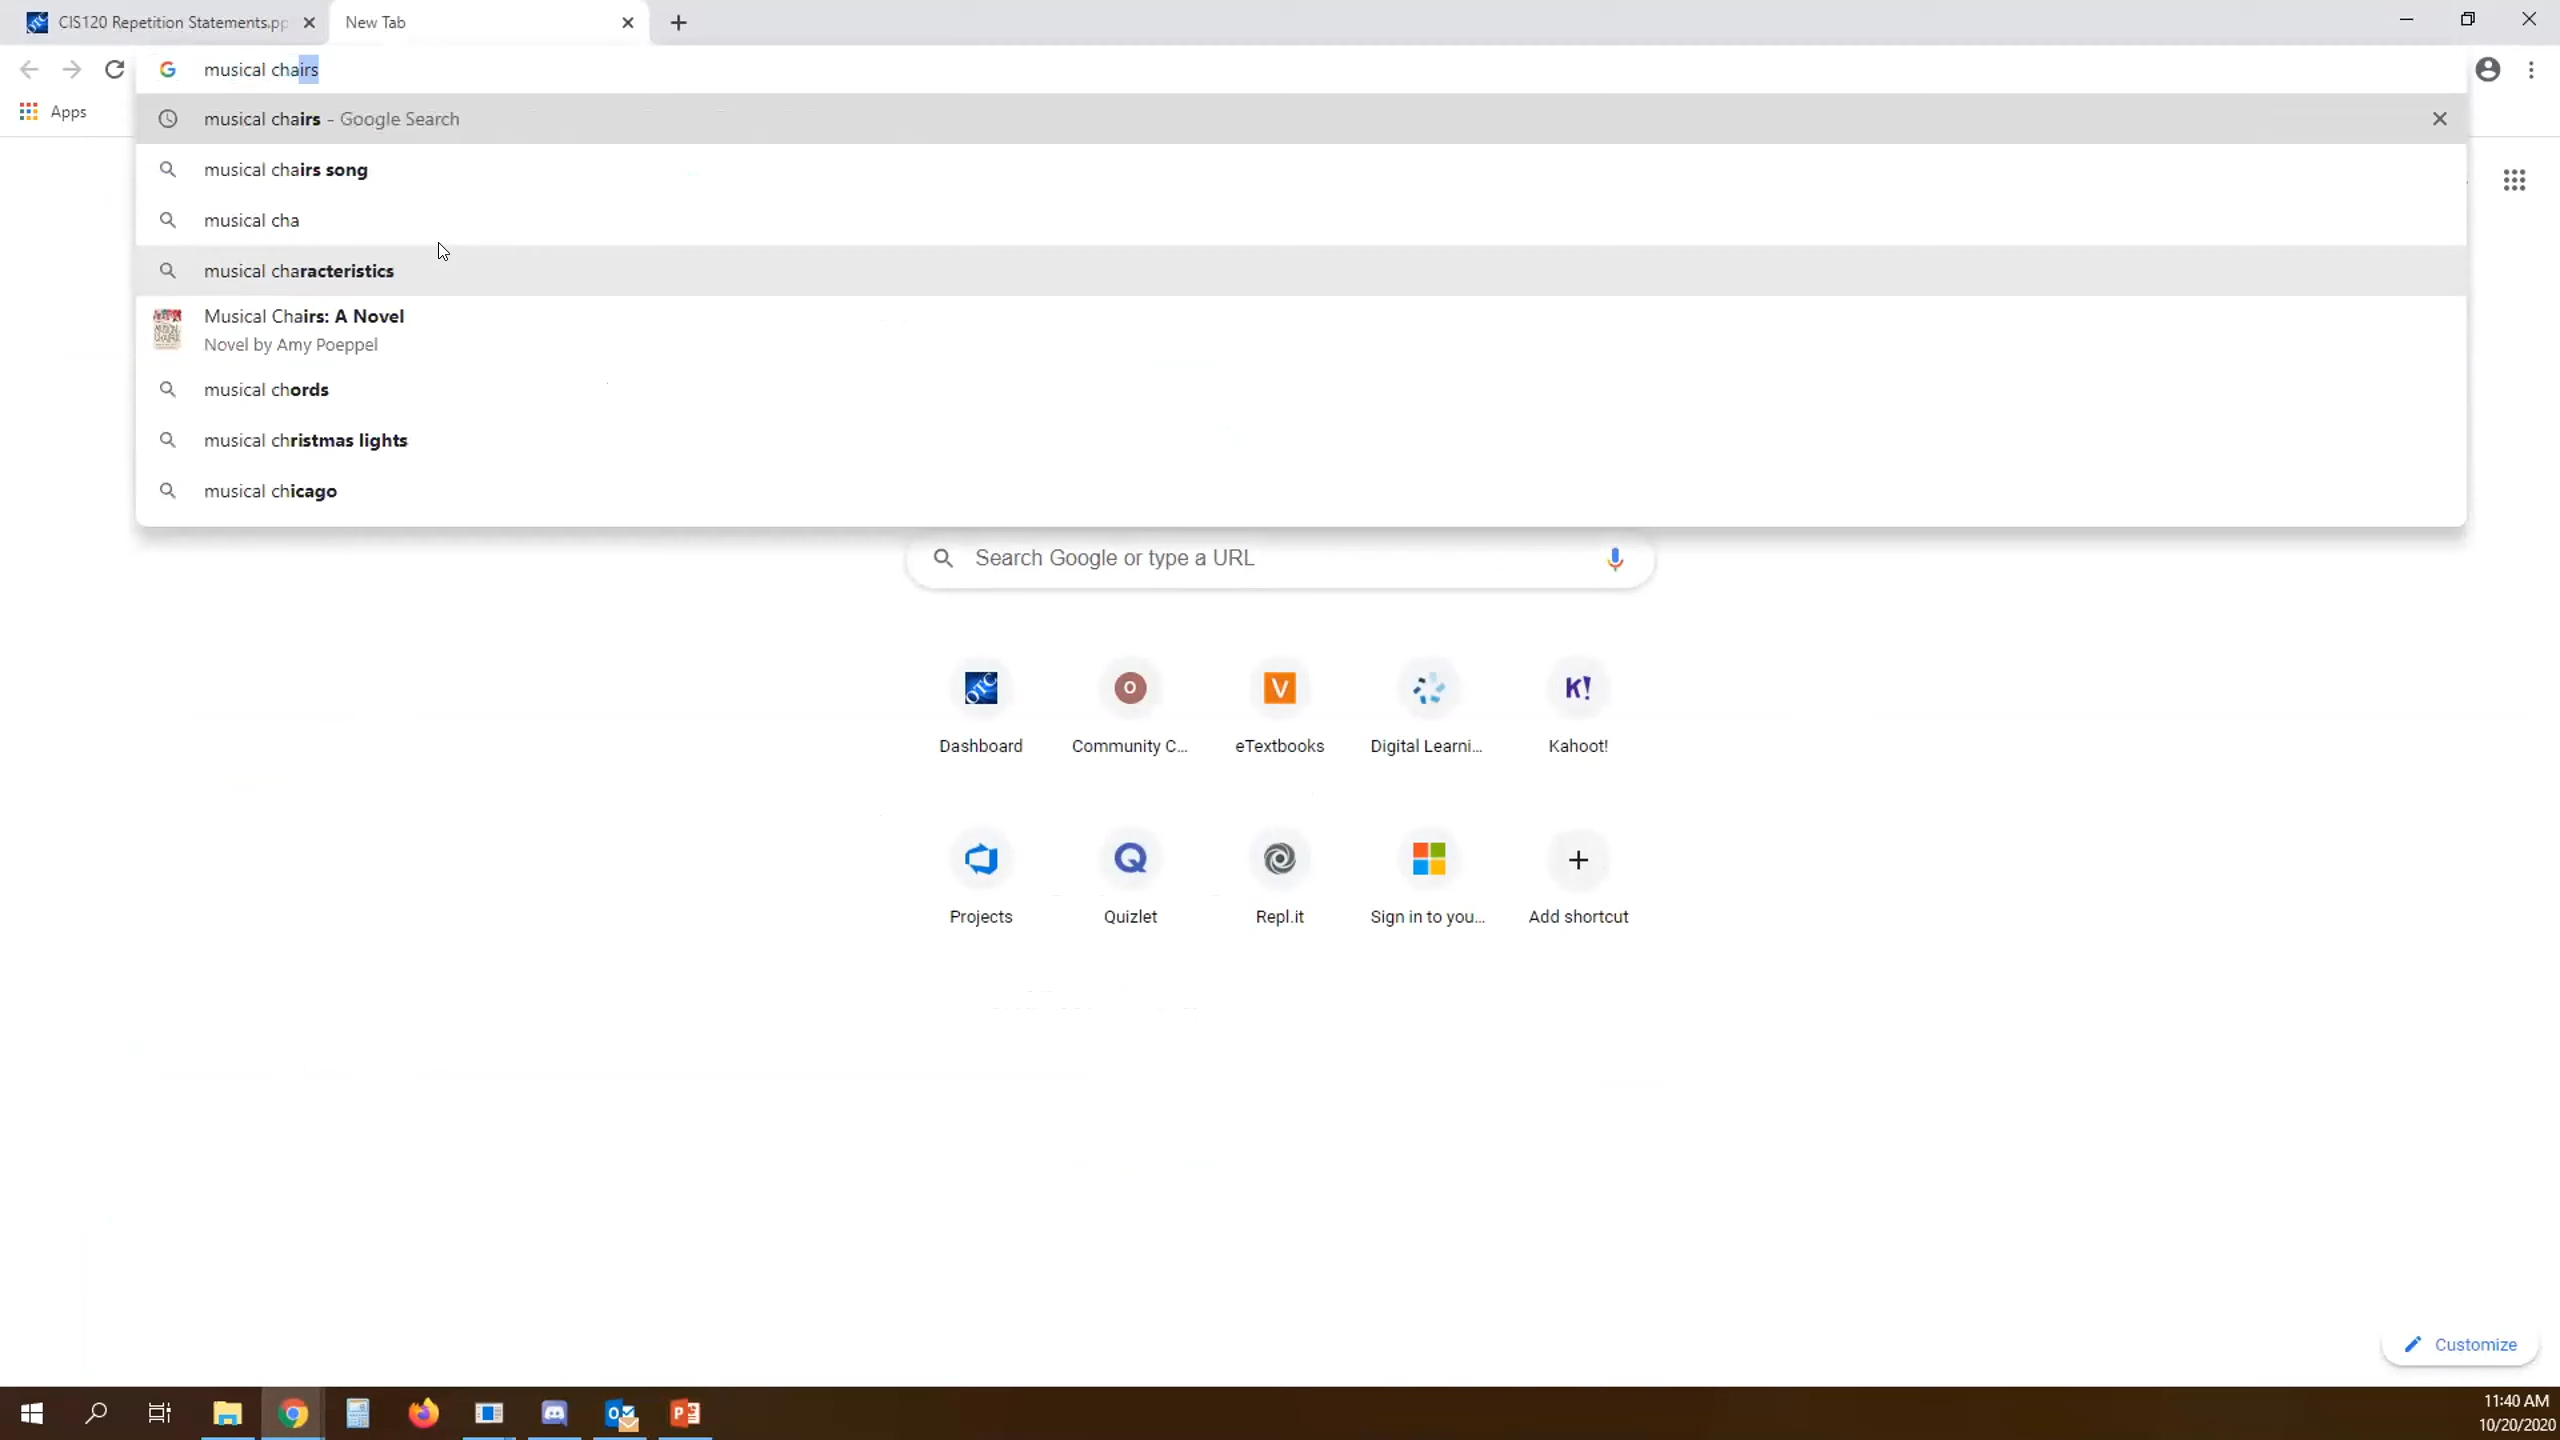 CIS120 Repetition Statements.pp
New Tab
musical chairs
Apps
musical chairs - Google Search
musical chairs song
musical cha
musical characteristics
Musical Chairs: A Novel
Novel by Amy Poeppel
musical chords
musical christmas lights
musical chicago
Search Google or type a URL
OTC
O
V
K!
Dashboard
Community C...
eTextbooks
Digital Learni...
Kahoot!
Projects
Quizlet
Repl.it
Sign in to you...
Add shortcut
Customize
11:40 AM
10/20/2020